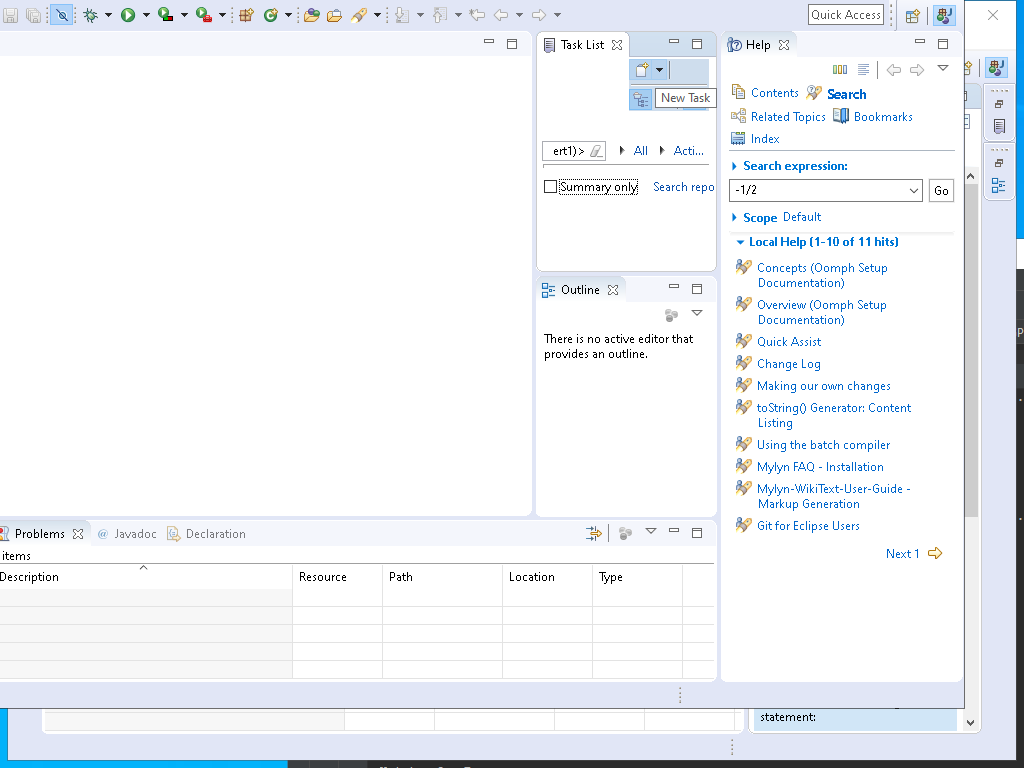 Quick Access
Task List
Help
New Task
Contents
Search
Related Topics
Bookmarks
Index
ert1) >
All
Acti...
Search expression:
Summary only
Search repo
-1/2
Go
Scope
Default
Local Help (1-10 of 11 hits)
Concepts (Oomph Setup
Documentation)
Outline
Overview (Oomph Setup
Documentation)
There is no active editor that
provides an outline.
Quick Assist
Change Log
Making our own changes
toString() Generator: Content
Listing
Using the batch compiler
Mylyn FAQ - Installation
Mylyn-WikiText-User-Guide -
Markup Generation
Git for Eclipse Users
Next 1
Problems
@ Javadoc
Declaration
items
Description
Resource
Path
Location
Type
statement: